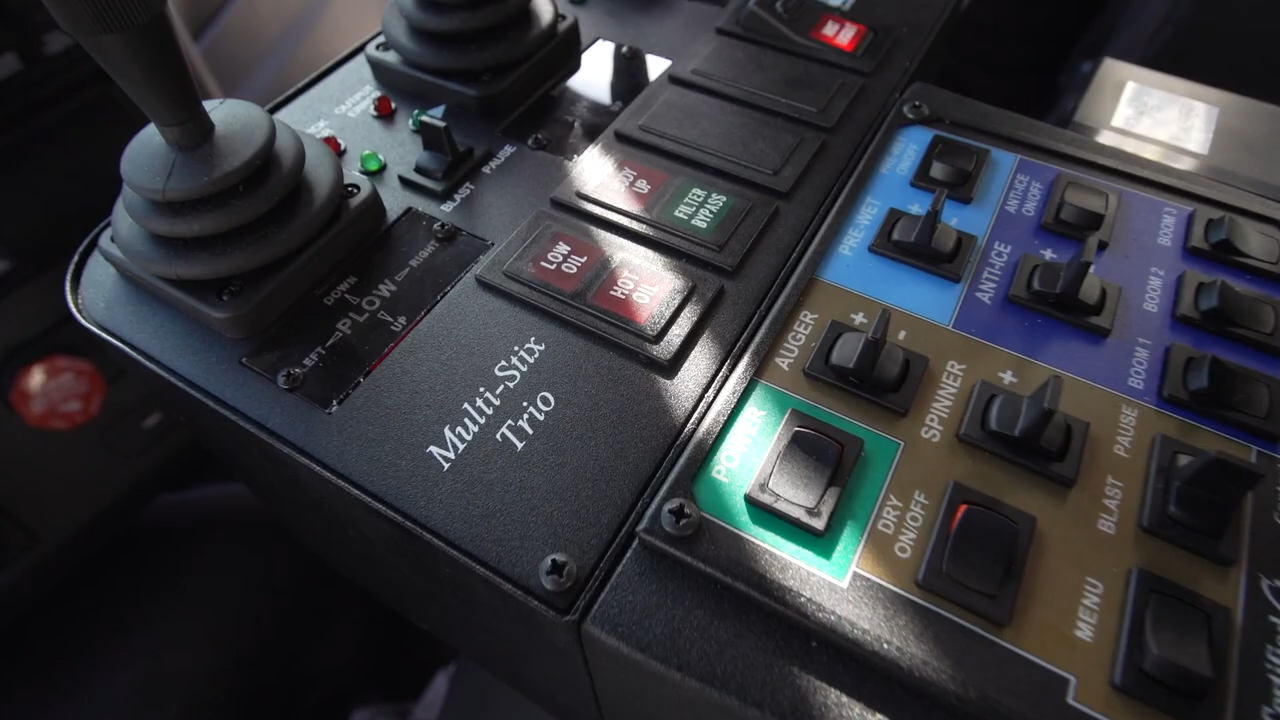 PAUSE
BLAST
BODY
UP
FILTER
BYPASS
LOW
OIL
HOT
OIL
DOWN
RIGHT
PLOW
LEFT
UP
Multi-Stix
Trio
PRE-WET
ON/OFF
PRE-WET
ANTI-ICE
ON/OFF
ANTI-ICE
+
-
BOOM 3
BOOM 2
BOOM 1
AUGER
+
-
SPINNER
+
POWER
DRY
ON/OFF
PAUSE
BLAST
MENU